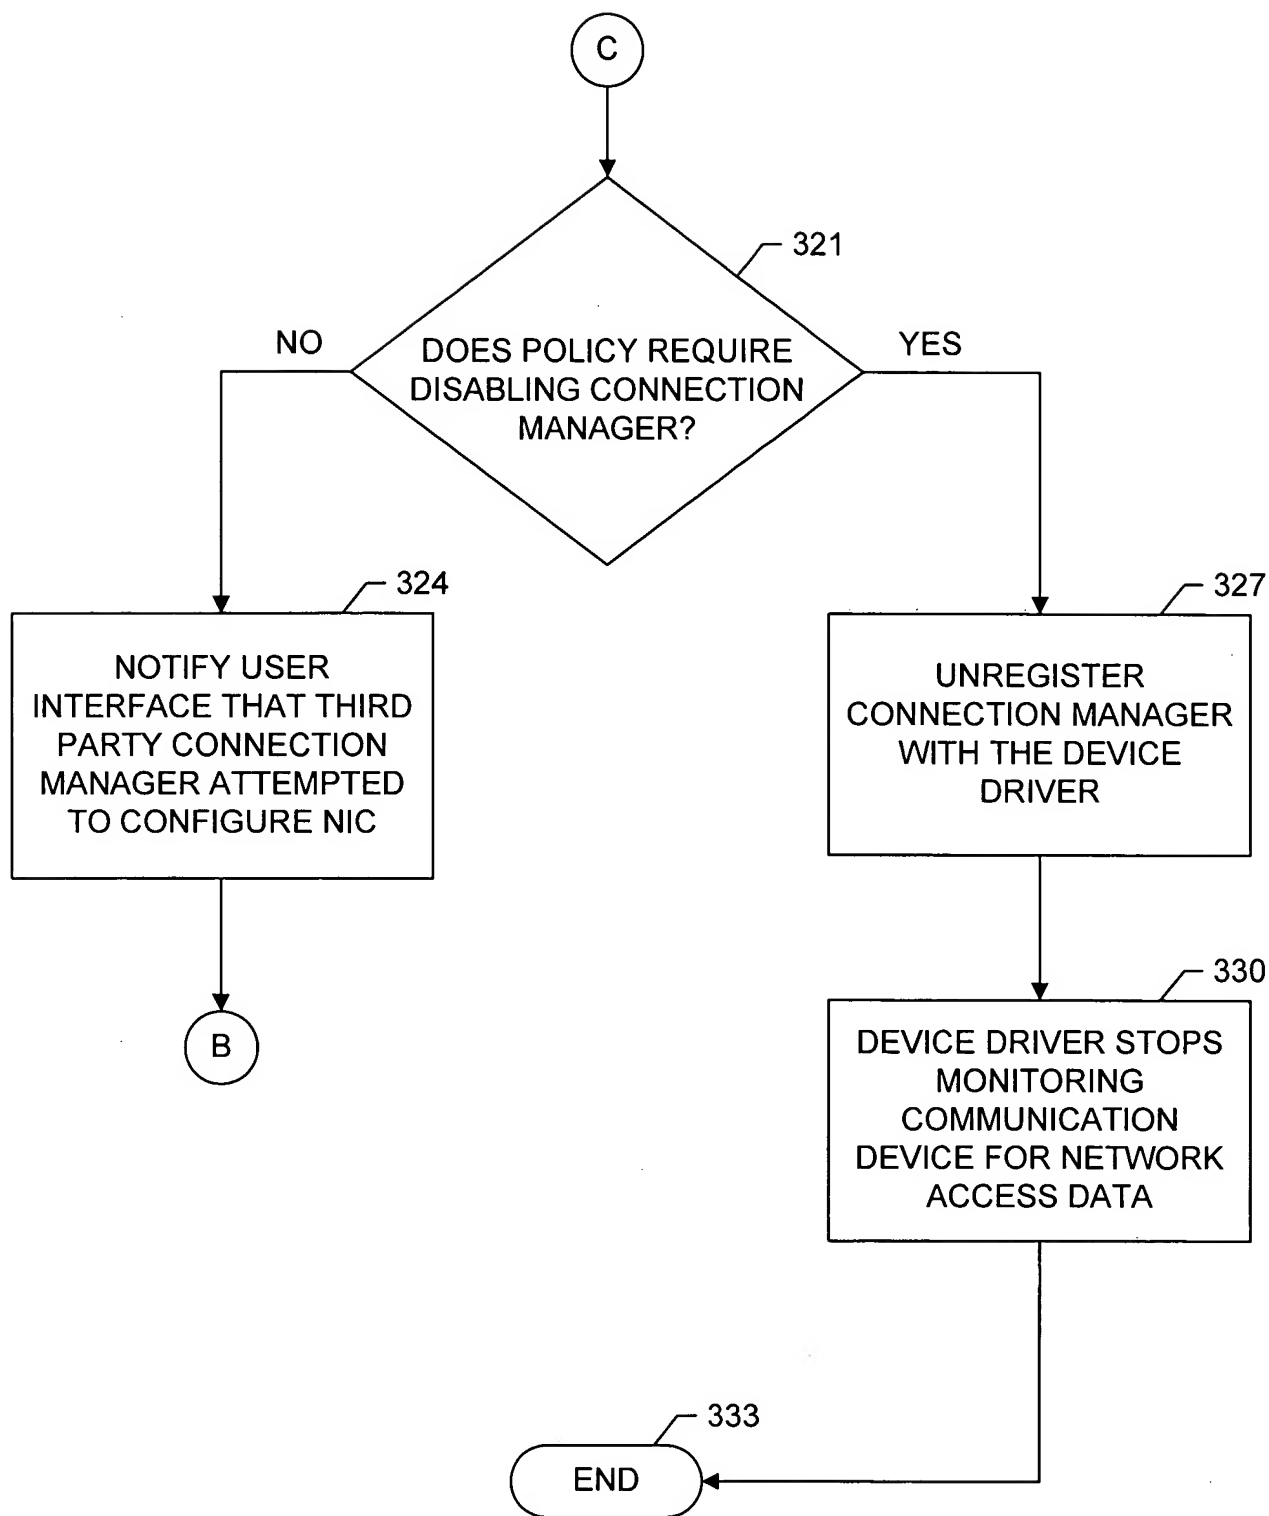 C
321
NO
YES
DOES POLICY REQUIRE
DISABLING CONNECTION
MANAGER?
324
NOTIFY USER
INTERFACE THAT THIRD
PARTY CONNECTION
MANAGER ATTEMPTED
TO CONFIGURE NIC
B
327
UNREGISTER
CONNECTION MANAGER
WITH THE DEVICE
DRIVER
330
DEVICE DRIVER STOPS
MONITORING
COMMUNICATION
DEVICE FOR NETWORK
ACCESS DATA
333
END